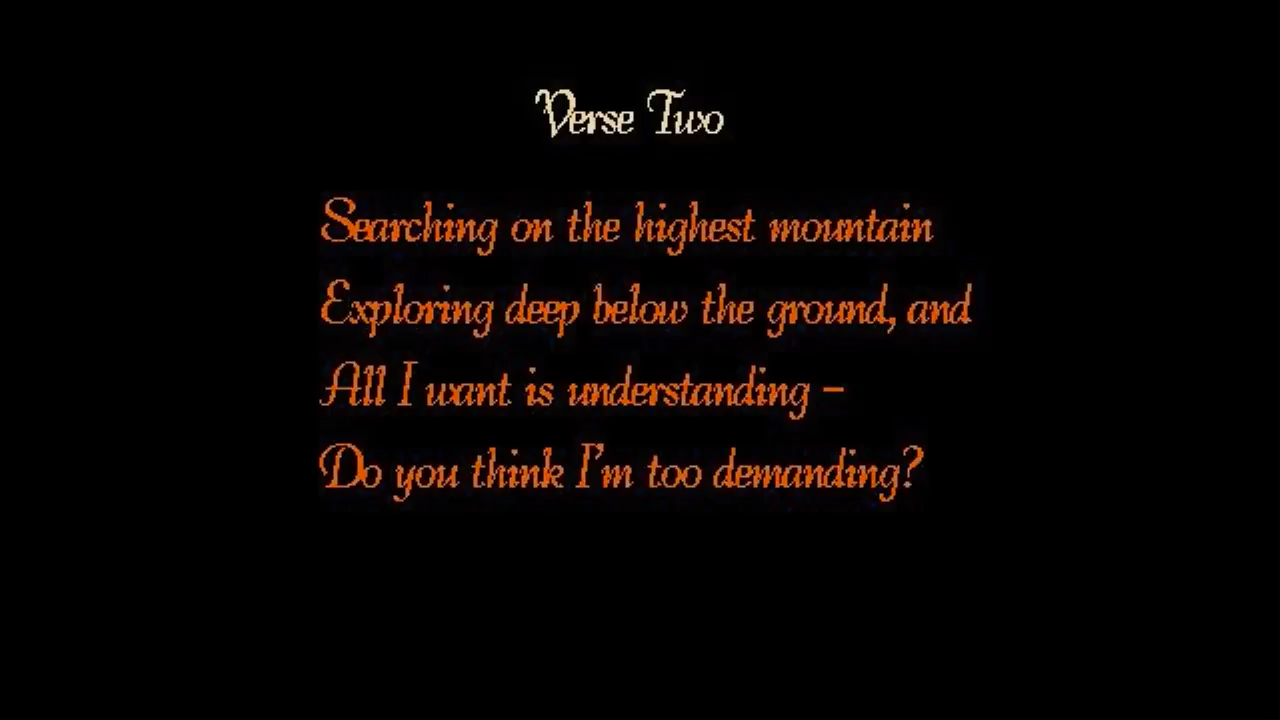 Verse Two
Searching on the highest mountain
Exploring deep below the ground, and
All I want is understanding -
Do you think I'm too demanding?